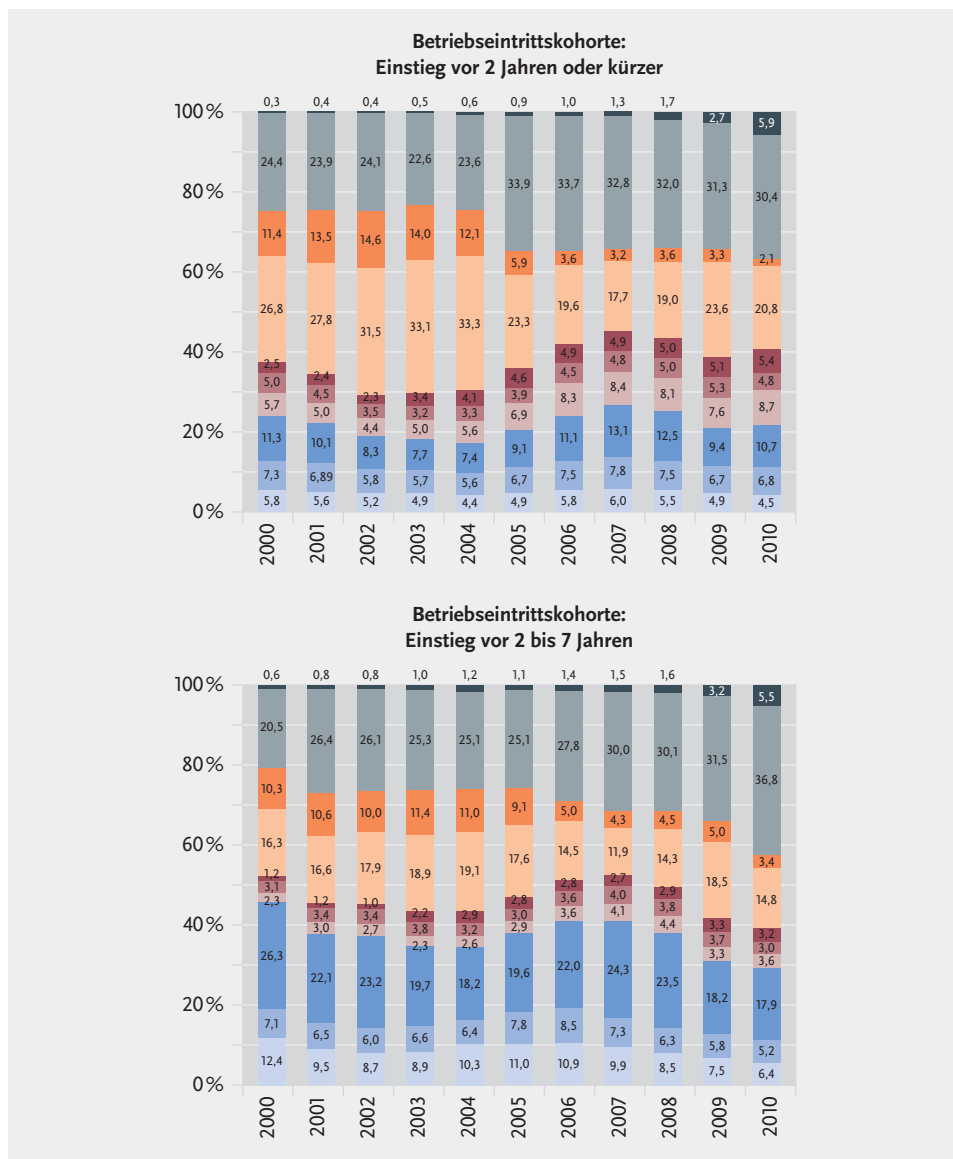 Betriebseintrittskohorte:
Einstieg vor 2 Jahren oder kürzer
0,3 0,4 0,4 0,5 0,6 0,9 1,0 1,3 1,7
100 %
2,7 5,9
24,4 23,9 24,1 22,6 23,6 33,9 33,7 32,8 32,0 31,3 30,4
80 %
11,4 13,5 14,6 14,0 12,1 5,9 3,6 3,2 3,6 3,3 2,1
60 %
26,8 27,8 31,5 33,1 33,3 23,3 19,6 17,7 19,0 23,6 20,8
40 %
2,5 2,4 2,3 3,4 4,1 4,6 4,9 4,9 5,0 5,1 5,4
5,0 4,5 3,5 3,2 3,3 3,9 4,5 4,8 5,0 5,3 4,8
5,7 5,0 4,4 5,0 5,6 6,9 8,3 8,4 8,1 7,6 8,7
20 %
11,3 10,1 8,3 7,7 7,4 9,1 11,1 13,1 12,5 9,4 10,7
7,3 6,89 5,8 5,7 5,6 6,7 7,5 7,8 7,5 6,7 6,8
5,8 5,6 5,2 4,9 4,4 4,9 5,8 6,0 5,5 4,9 4,5
0 %
2000 2001 2002 2003 2004 2005 2006 2007 2008 2009 2010
Betriebseintrittskohorte:
Einstieg vor 2 bis 7 Jahren
0,6 0,8 0,8 1,0 1,2 1,1 1,4 1,5 1,6
100 %
3,2 5,5
20,5 26,4 26,1 25,3 25,1 25,1 27,8 30,0 30,1 31,5 36,8
80 %
10,3 10,6 10,0 11,4 11,0 9,1 5,0 4,3 4,5 5,0 3,4
60 %
16,3 16,6 17,9 18,9 19,1 17,6 14,5 11,9 14,3 18,5 14,8
1,2 1,2 1,0 2,2 2,9 2,8 2,8 2,7 2,9 3,3 3,2
3,1 3,4 3,4 3,8 3,2 3,0 3,6 4,0 3,8 3,7 3,0
2,3 3,0 2,7 2,3 2,6 2,9 3,6 4,1 4,4 3,3 3,6
40 %
26,3 22,1 23,2 19,7 18,2 19,6 22,0 24,3 23,5 18,2 17,9
20 %
7,1 6,5 6,0 6,6 6,4 7,8 8,5 7,3 6,3 5,8 5,2
12,4 9,5 8,7 8,9 10,3 11,0 10,9 9,9 8,5 7,5 6,4
0 %
2000 2001 2002 2003 2004 2005 2006 2007 2008 2009 2010